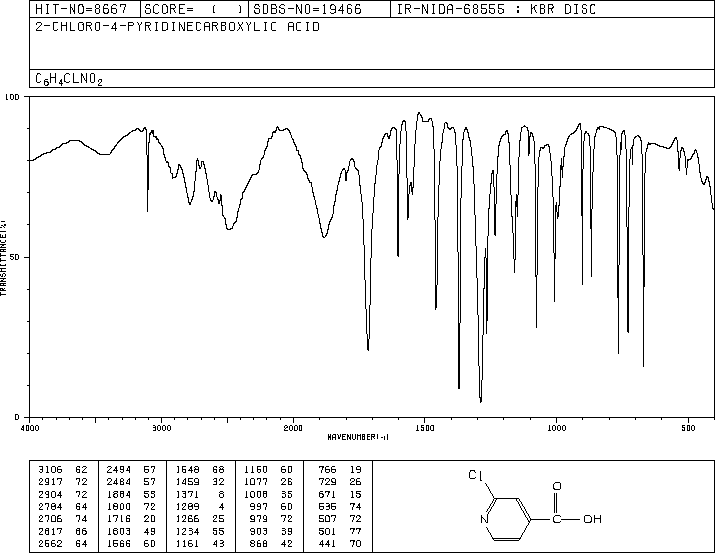 HIT-NO=8667 SCORE= ( ) SDBS-NO=19466 IR-NIDA-68555 : KBR DISC
2-CHLORO-4-PYRIDINECARBOXYLIC ACID
C6H4CLNO2
100
50
0
TRANSMITTANCE(%)
4000 3000 2000 1500 1000 500
WAVENUMBER(-1)
3106 62 2494 57 1548 68 1160 60 766 19
2917 72 2484 57 1459 32 1077 26 729 26
2904 72 1884 55 1371 8 1008 35 671 15
2784 64 1800 72 1289 4 997 60 535 74
2706 74 1716 20 1266 25 979 72 507 72
2617 66 1603 49 1234 55 903 39 501 77
2562 64 1566 60 1161 43 868 42 441 70
Cl
O
N
C
OH